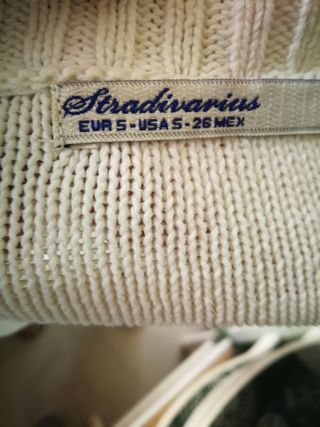 Stradivarius
EUR S - USA S - 26 MEX